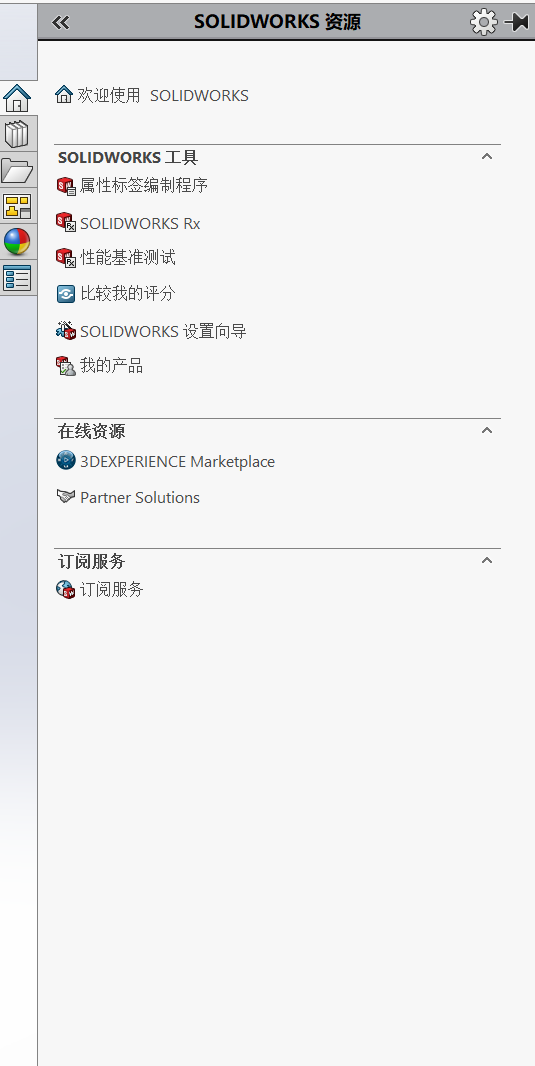 SOLIDWORKS 资源
欢迎使用 SOLIDWORKS
SOLIDWORKS 工具
属性标签编制程序
SOLIDWORKS Rx
性能基准测试
比较我的评分
SOLIDWORKS 设置向导
我的产品
在线资源
3DEXPERIENCE Marketplace
Partner Solutions
订阅服务
订阅服务